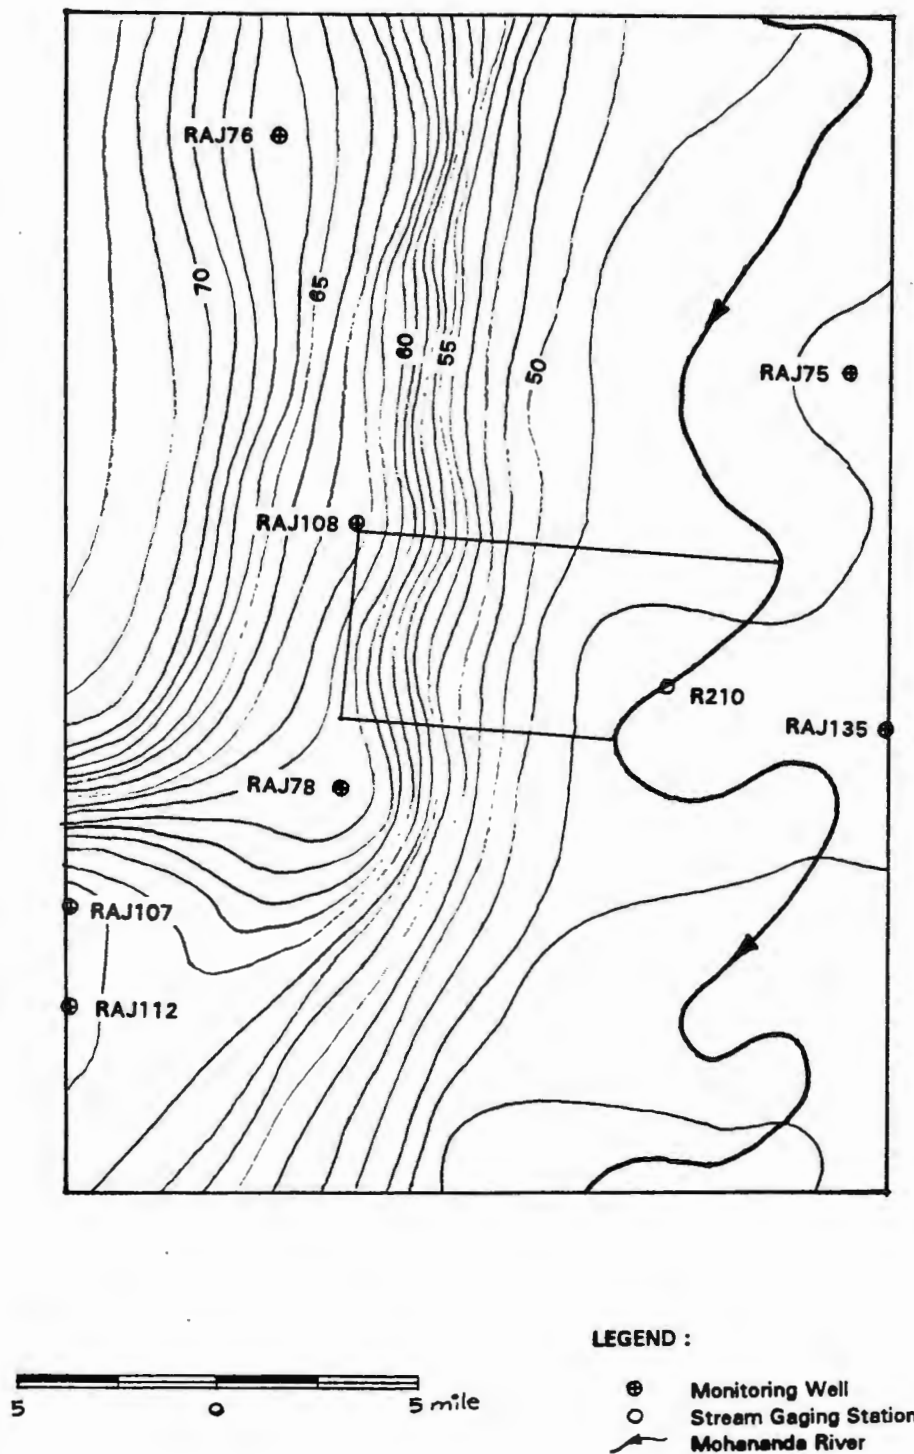 RAJ76
70
65
60
55
50
RAJ75
RAJ108
R210
RAJ135
RAJ78
RAJ107
RAJ112
LEGEND :
5 0 5 mile
Monitoring Well
Stream Gaging Station
Mohananda River